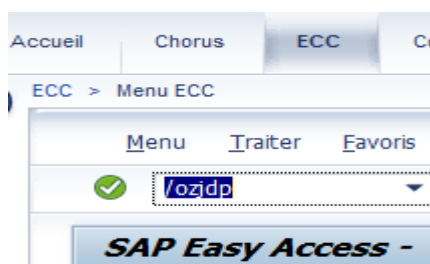 Accueil Chorus ECC
ECC > Menu ECC
Menu Traiter Favoris
/ozjdp
SAP Easy Access -